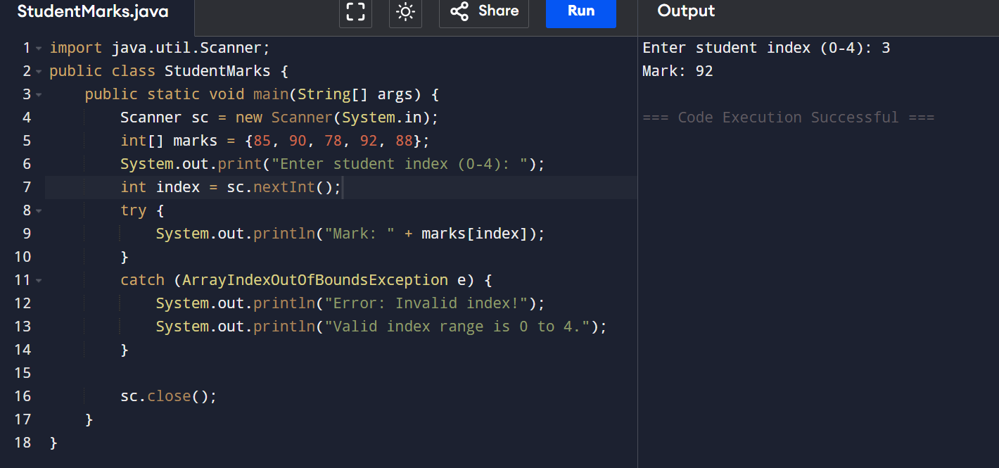 StudentMarks.java
Share
Run
Output
1 import java.util.Scanner;
2 public class StudentMarks {
3     public static void main(String[] args) {
4         Scanner sc = new Scanner(System.in);
5         int[] marks = {85, 90, 78, 92, 88};
6         System.out.print("Enter student index (0-4): ");
7         int index = sc.nextInt();
8         try {
9             System.out.println("Mark: " + marks[index]);
10         }
11         catch (ArrayIndexOutOfBoundsException e) {
12             System.out.println("Error: Invalid index!");
13             System.out.println("Valid index range is 0 to 4.");
14         }
15
16         sc.close();
17     }
18 }
Enter student index (0-4): 3
Mark: 92
=== Code Execution Successful ===